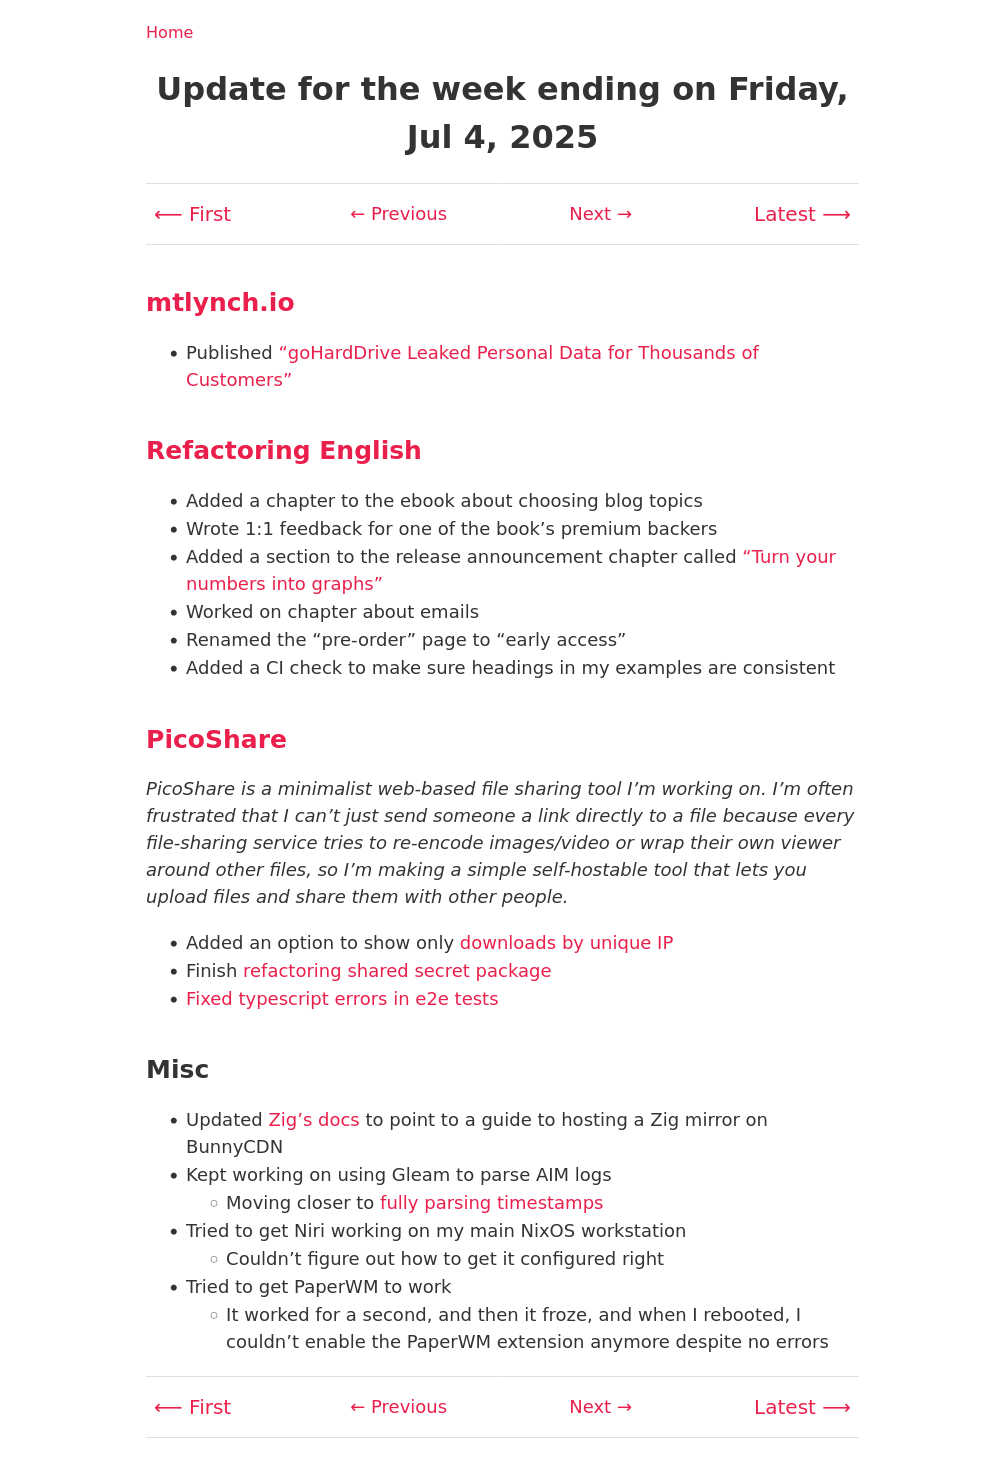 Home
Update for the week ending on Friday,
Jul 4, 2025
⟵ First
← Previous
Next →
Latest ⟶
mtlynch.io
• Published “goHardDrive Leaked Personal Data for Thousands of
Customers”
Refactoring English
• Added a chapter to the ebook about choosing blog topics
• Wrote 1:1 feedback for one of the book’s premium backers
• Added a section to the release announcement chapter called “Turn your
numbers into graphs”
• Worked on chapter about emails
• Renamed the “pre-order” page to “early access”
• Added a CI check to make sure headings in my examples are consistent
PicoShare
PicoShare is a minimalist web-based file sharing tool I’m working on. I’m often
frustrated that I can’t just send someone a link directly to a file because every
file-sharing service tries to re-encode images/video or wrap their own viewer
around other files, so I’m making a simple self-hostable tool that lets you
upload files and share them with other people.
• Added an option to show only downloads by unique IP
• Finish refactoring shared secret package
• Fixed typescript errors in e2e tests
Misc
• Updated Zig’s docs to point to a guide to hosting a Zig mirror on
BunnyCDN
• Kept working on using Gleam to parse AIM logs
◦ Moving closer to fully parsing timestamps
• Tried to get Niri working on my main NixOS workstation
◦ Couldn’t figure out how to get it configured right
• Tried to get PaperWM to work
◦ It worked for a second, and then it froze, and when I rebooted, I
couldn’t enable the PaperWM extension anymore despite no errors
⟵ First
← Previous
Next →
Latest ⟶